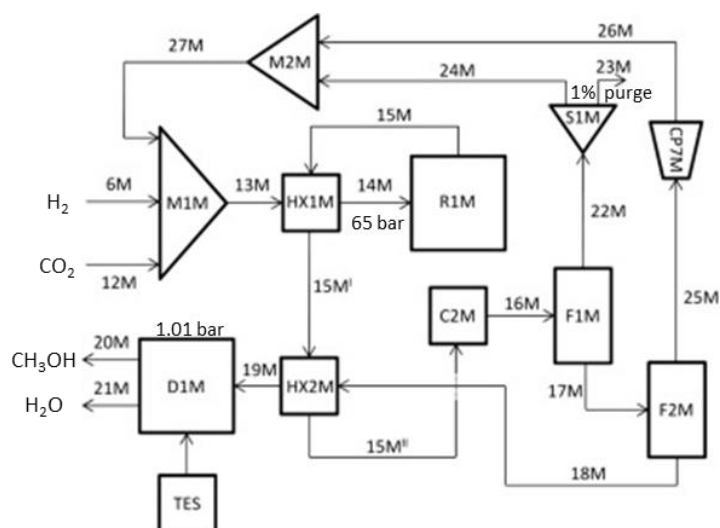 27M
M2M
26M
24M
23M
1% purge
S1M
CP7M
15M
H₂
6M
M1M
13M
HX1M
14M
R1M
65 bar
22M
CO₂
12M
15Mᴵ
C2M
16M
F1M
25M
1.01 bar
20M
CH₃OH
21M
H₂O
D1M
19M
HX2M
17M
F2M
15Mᴵᴵ
18M
TES